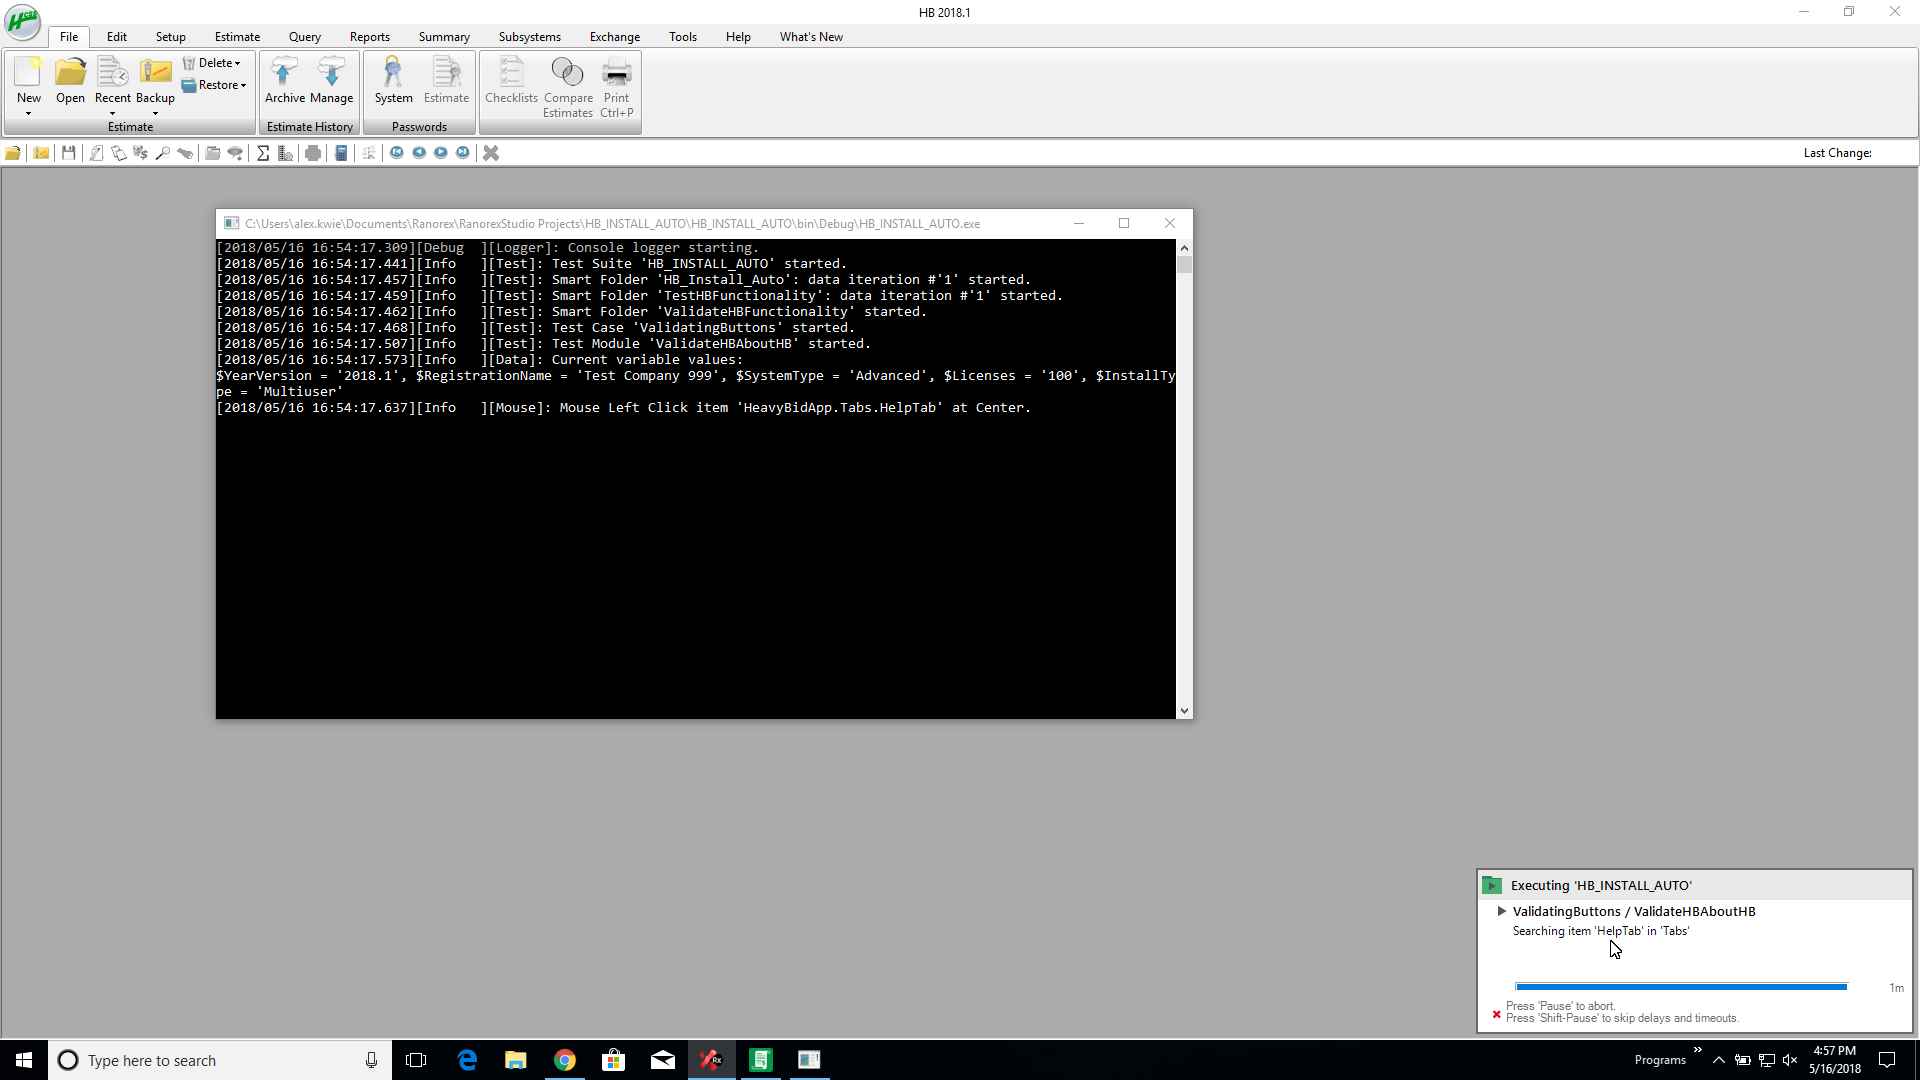 HB 2018.1
File Edit Setup Estimate Query Reports Summary Subsystems Exchange Tools Help What's New
New Open Recent Backup Delete Restore
Archive Manage
System Estimate
Checklists Compare Estimates Print Ctrl+P
Estimate Estimate History Passwords
Last Change:
C:\Users\alex.kwie\Documents\Ranorex\RanorexStudio Projects\HB_INSTALL_AUTO\HB_INSTALL_AUTO\bin\Debug\HB_INSTALL_AUTO.exe
[2018/05/16 16:54:17.309][Debug  ][Logger]: Console logger starting.
[2018/05/16 16:54:17.441][Info   ][Test]: Test Suite 'HB_INSTALL_AUTO' started.
[2018/05/16 16:54:17.457][Info   ][Test]: Smart Folder 'HB_Install_Auto': data iteration #'1' started.
[2018/05/16 16:54:17.459][Info   ][Test]: Smart Folder 'TestHBFunctionality': data iteration #'1' started.
[2018/05/16 16:54:17.462][Info   ][Test]: Smart Folder 'ValidateHBFunctionality' started.
[2018/05/16 16:54:17.468][Info   ][Test]: Test Case 'ValidatingButtons' started.
[2018/05/16 16:54:17.507][Info   ][Test]: Test Module 'ValidateHBAboutHB' started.
[2018/05/16 16:54:17.573][Info   ][Data]: Current variable values:
$YearVersion = '2018.1', $RegistrationName = 'Test Company 999', $SystemType = 'Advanced', $Licenses = '100', $InstallTy
pe = 'Multiuser'
[2018/05/16 16:54:17.637][Info   ][Mouse]: Mouse Left Click item 'HeavyBidApp.Tabs.HelpTab' at Center.
Executing 'HB_INSTALL_AUTO'
ValidatingButtons / ValidateHBAboutHB
Searching item 'HelpTab' in 'Tabs'
1m
Press 'Pause' to abort.
Press 'Shift-Pause' to skip delays and timeouts.
Type here to search
Rx
Programs
4:57 PM
5/16/2018